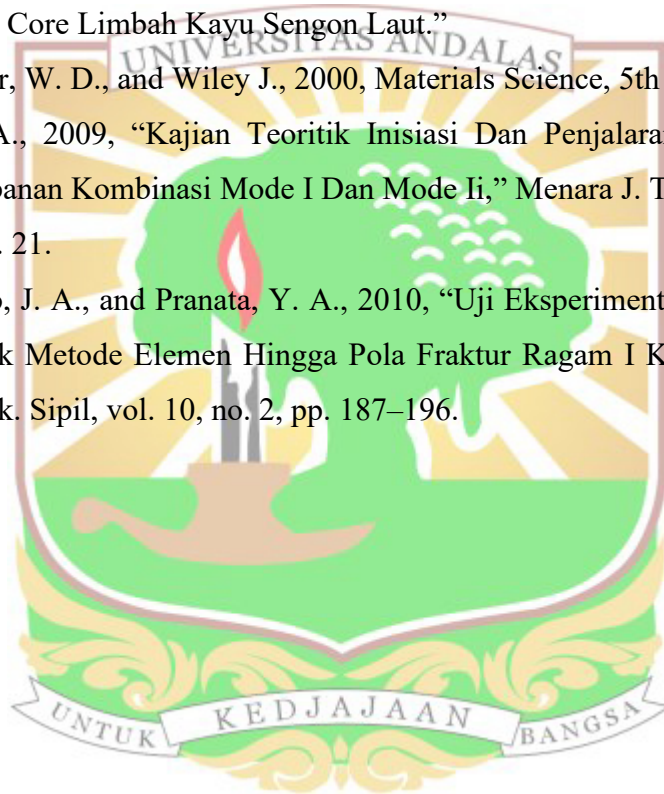 Core Limbah Kayu Sengon Laut.”
UNIVERSITAS ANDALAS
r, W. D., and Wiley J., 2000, Materials Science, 5th
A., 2009, “Kajian Teoritik Inisiasi Dan Penjalara
panan Kombinasi Mode I Dan Mode Ii,” Menara J. T
. 21.
o, J. A., and Pranata, Y. A., 2010, “Uji Eksperiment
k Metode Elemen Hingga Pola Fraktur Ragam I K
k. Sipil, vol. 10, no. 2, pp. 187–196.
UNTUK KEDJAJAAN BANGSA